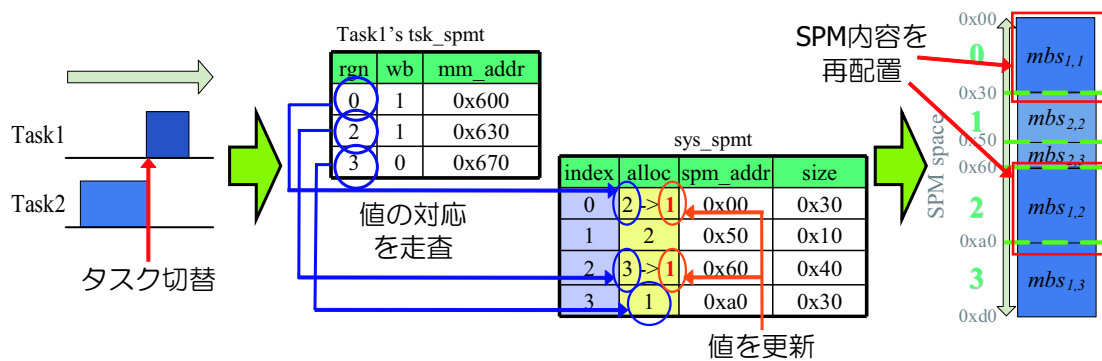 Task1
Task2
タスク切替
Task1's tsk_spmt
rgn wb mm_addr
0 1 0x600
2 1 0x630
3 0 0x670
値の対応
を走査
sys_spmt
index alloc spm_addr size
0 2->1 0x00 0x30
1 2 0x50 0x10
2 3->1 0x60 0x40
3 1 0xa0 0x30
値を更新
SPM内容を
再配置
SPM space
0x00
0 mbs1,1
0x30
1 mbs2,2
0x50
mbs2,3
0x60
2 mbs1,2
0xa0
3 mbs1,3
0xd0